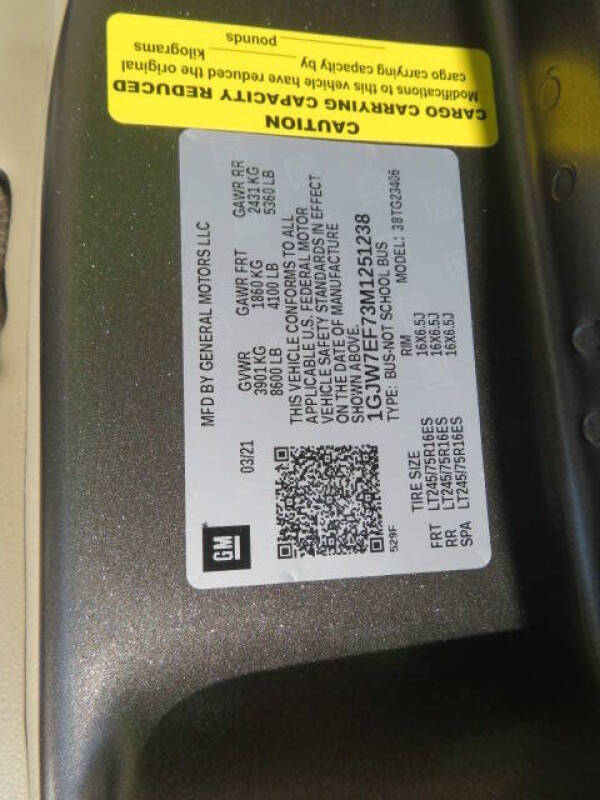 CAUTION
CARGO CARRYING CAPACITY REDUCED
Modifications to this vehicle have reduced the original
cargo carrying capacity by
kilograms
pounds
GM
MFD BY GENERAL MOTORS LLC
03/21 GVWR GAWR FRT GAWR RR
3901 KG 1860 KG 2431 KG
8600 LB 4100 LB 5360 LB
THIS VEHICLE CONFORMS TO ALL
APPLICABLE U.S. FEDERAL MOTOR
VEHICLE SAFETY STANDARDS IN EFFECT
ON THE DATE OF MANUFACTURE
SHOWN ABOVE.
1GJW7EF73M1251238
TYPE: BUS-NOT SCHOOL BUS
529F MODEL: 38TG23406
TIRE SIZE RIM
FRT LT245/75R16ES 16X6.5J
RR LT245/75R16ES 16X6.5J
SPA LT245/75R16ES 16X6.5J